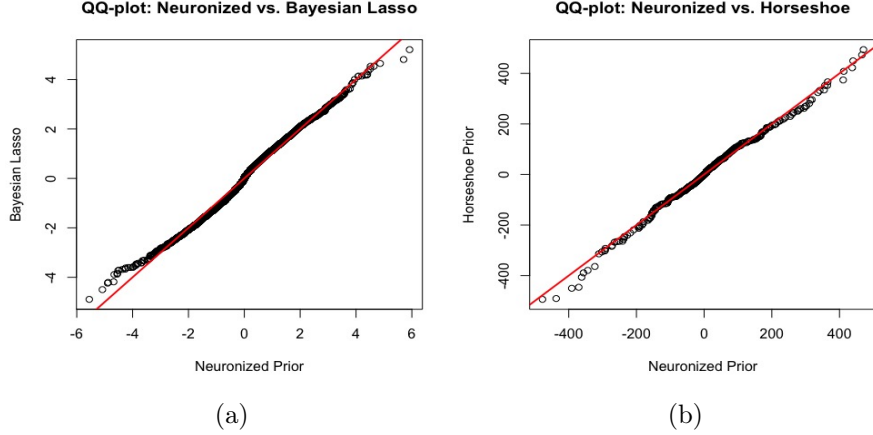 QQ-plot: Neuronized vs. Bayesian Lasso
Bayesian Lasso
4
2
0
-2
-4
-6
-4
-2
0
2
4
6
Neuronized Prior
(a)
QQ-plot: Neuronized vs. Horseshoe
Horseshoe Prior
400
200
0
-200
-400
-400
-200
0
200
400
Neuronized Prior
(b)